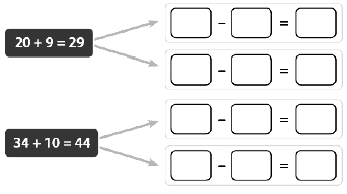 20 + 9 = 29
– =
– =
34 + 10 = 44
– =
– =